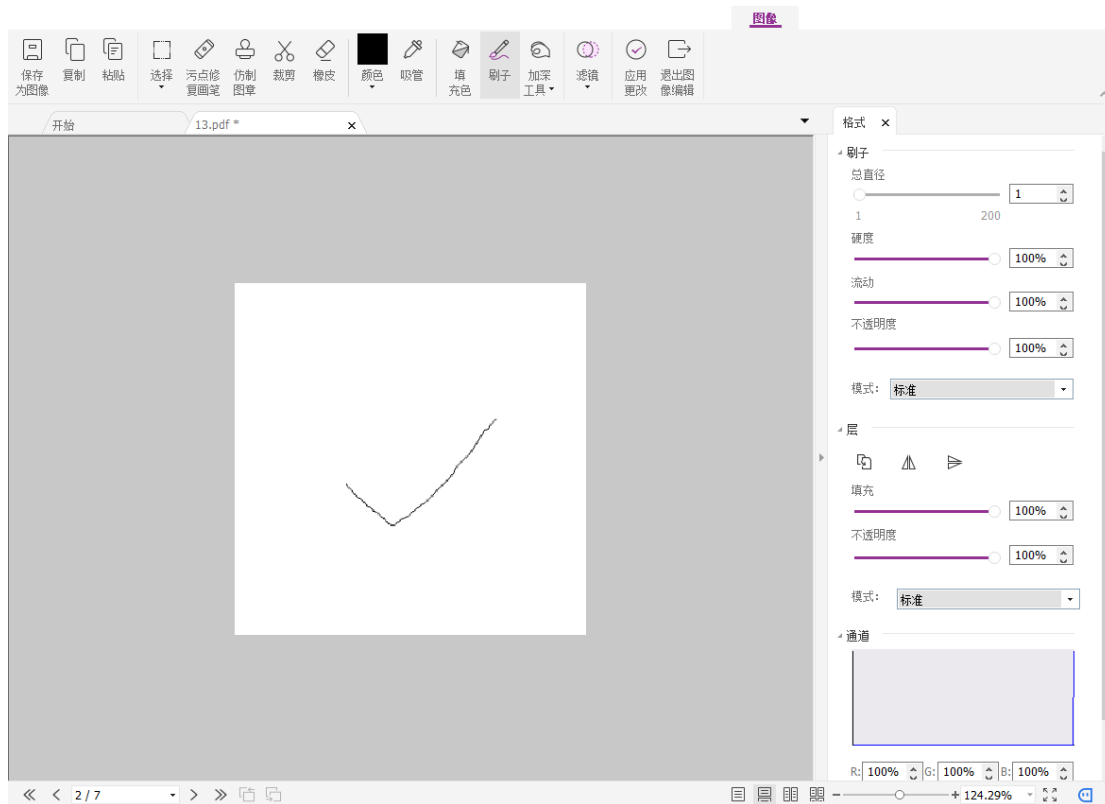 图像
保存为图像 复制 粘贴 选择 污点修复画笔 仿制图章 裁剪 橡皮 颜色 吸管 填充色 刷子 加深工具 滤镜 应用更改 退出图像编辑
开始 13.pdf * 格式
刷子
总直径
1
1 200
硬度
100%
流动
100%
不透明度
100%
模式: 标准
层
填充
100%
不透明度
100%
模式: 标准
通道
R: 100% G: 100% B: 100%
2 / 7 124.29%